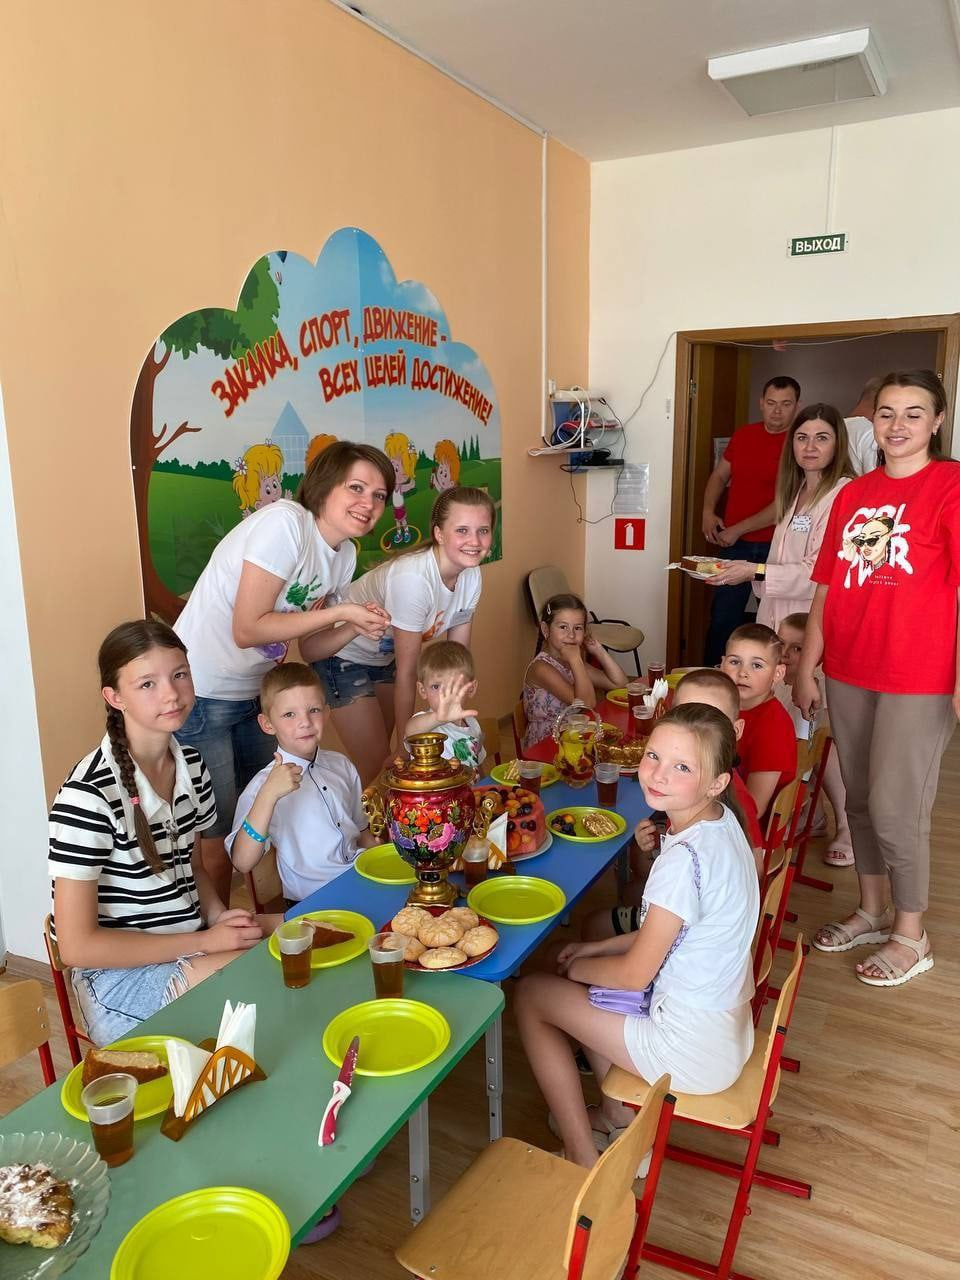 ЗАКАЛКА, СПОРТ, ДВИЖЕНИЕ -
ВСЕХ ЦЕЛЕЙ ДОСТИЖЕНИЕ!
ВЫХОД